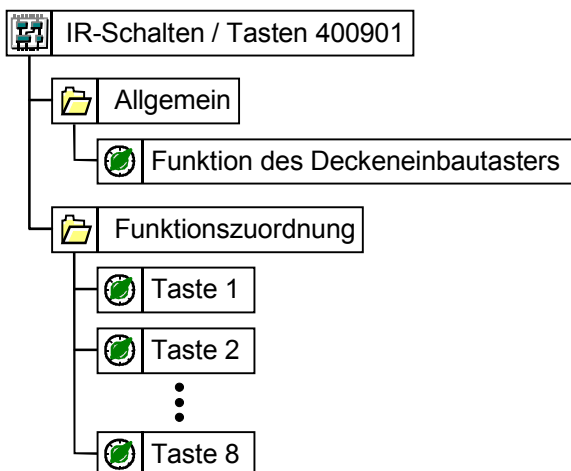 IR-Schalten / Tasten 400901
Allgemein
Funktion des Deckeneinbautasters
Funktionszuordnung
Taste 1
Taste 2
Taste 8